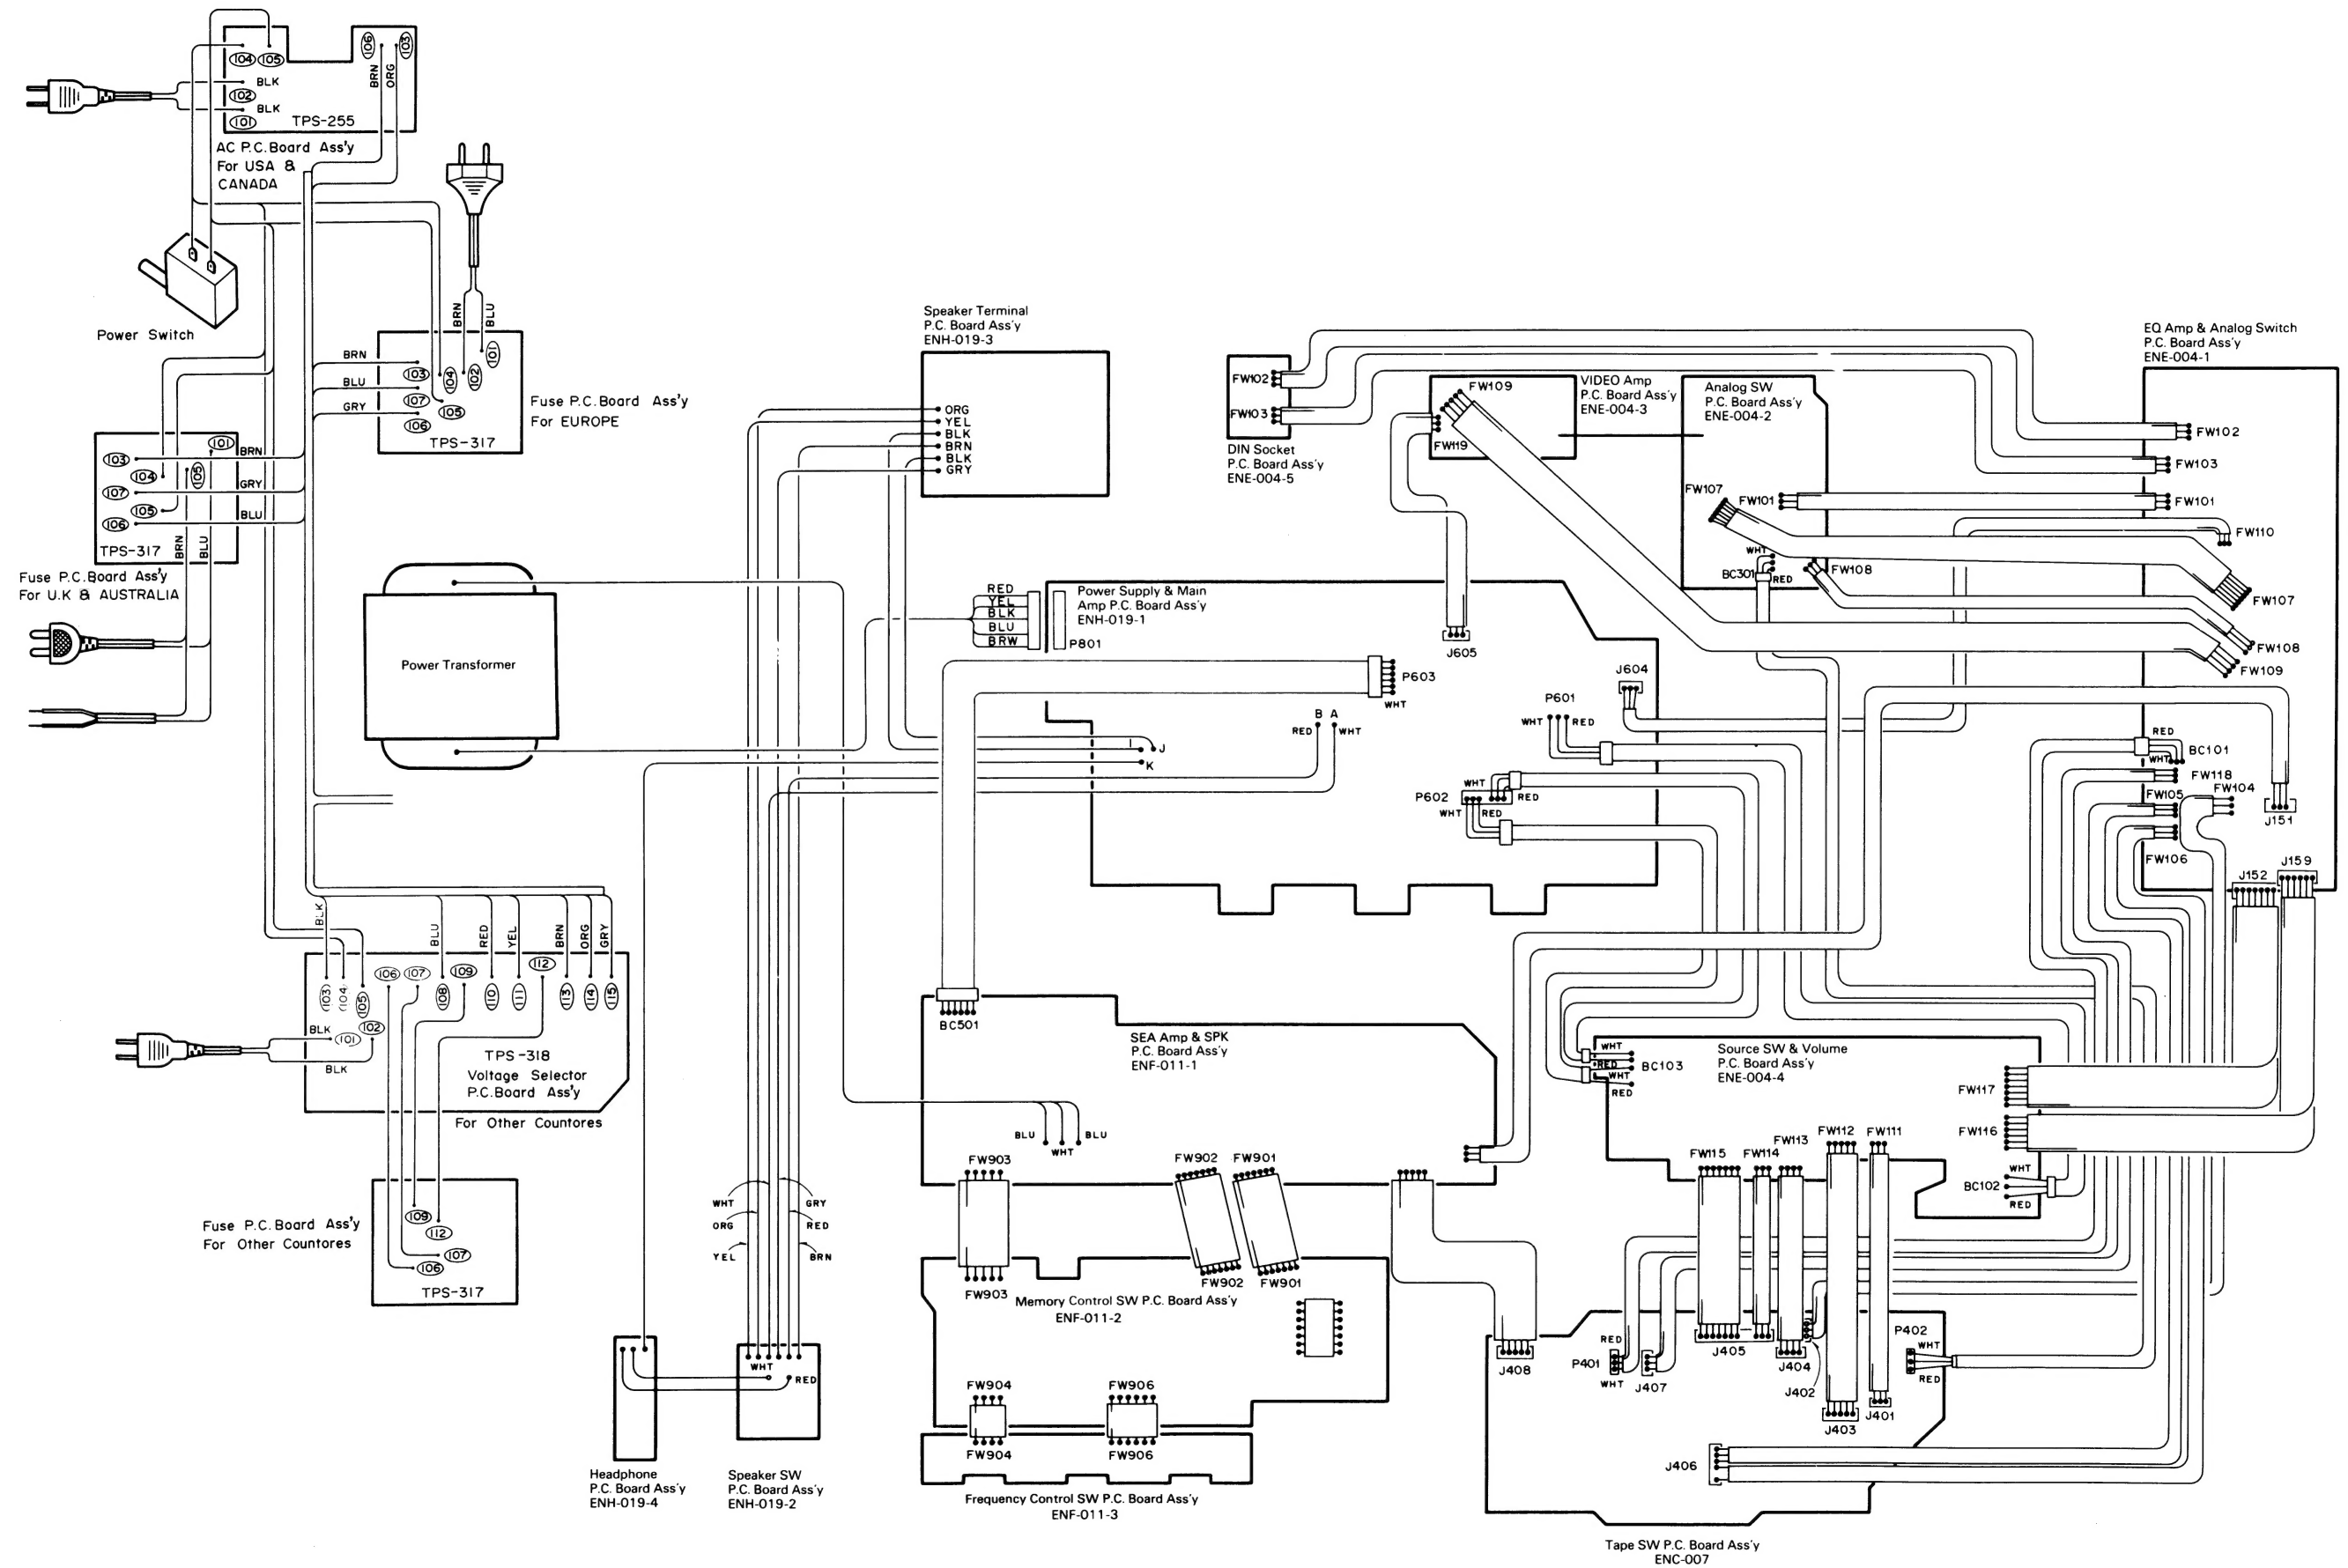 104 105
106
103
BRN
ORG
BLK
102
BLK
101
TPS-255
AC P.C.Board Ass'y
For USA &
CANADA
Power Switch
BRN
BLU
BRN
BLU
GRY
103
104
102
101
107
105
106
TPS-317
Fuse P.C.Board Ass'y
For EUROPE
101
103
104
105
107
105
106
BRN
GRY
BLU
TPS-317
BRN
BLU
Fuse P.C.Board Ass'y
For U.K & AUSTRALIA
Power Transformer
BLK
BLU
RED
YEL
BRN
ORG
GRY
103
104
105
106
107
108
109
110
111
112
113
114
115
BLK
101
102
BLK
TPS-318
Voltage Selector
P.C.Board Ass'y
For Other Countores
109
112
107
106
TPS-317
Fuse P.C.Board Ass'y
For Other Countores
Speaker Terminal
P.C. Board Ass'y
ENH-019-3
ORG
YEL
BLK
BRN
BLK
GRY
RED
YEL
BLK
BLU
BRW
P801
Power Supply & Main
Amp P.C. Board Ass'y
ENH-019-1
P603
WHT
B A
RED
WHT
I
J
K
J605
J604
P601
WHT
RED
WHT
P602
RED
WHT
RED
FW102
FW103
DIN Socket
P.C. Board Ass'y
ENE-004-5
FW109
FW119
VIDEO Amp
P.C. Board Ass'y
ENE-004-3
Analog SW
P.C. Board Ass'y
ENE-004-2
FW107
FW101
WHT
BC301
RED
FW108
EQ Amp & Analog Switch
P.C. Board Ass'y
ENE-004-1
FW102
FW103
FW101
FW110
FW107
FW108
FW109
RED
BC101
WHT
FW118
FW105
FW104
FW106
J151
J152
J159
BC501
SEA Amp & SPK
P.C. Board Ass'y
ENF-011-1
BLU
WHT
BLU
FW903
FW902
FW901
FW903
FW902
FW901
Memory Control SW P.C. Board Ass'y
ENF-011-2
FW904
FW906
FW904
FW906
Frequency Control SW P.C. Board Ass'y
ENF-011-3
WHT
ORG
YEL
GRY
RED
BRN
WHT
RED
Headphone
P.C. Board Ass'y
ENH-019-4
Speaker SW
P.C. Board Ass'y
ENH-019-2
WHT
RED
WHT
RED
BC103
Source SW & Volume
P.C. Board Ass'y
ENE-004-4
FW117
FW116
WHT
BC102
RED
FW115
FW114
FW113
FW112
FW111
J408
RED
P401
WHT
J407
J405
J404
J402
J403
J401
P402
WHT
RED
J406
Tape SW P.C. Board Ass'y
ENC-007